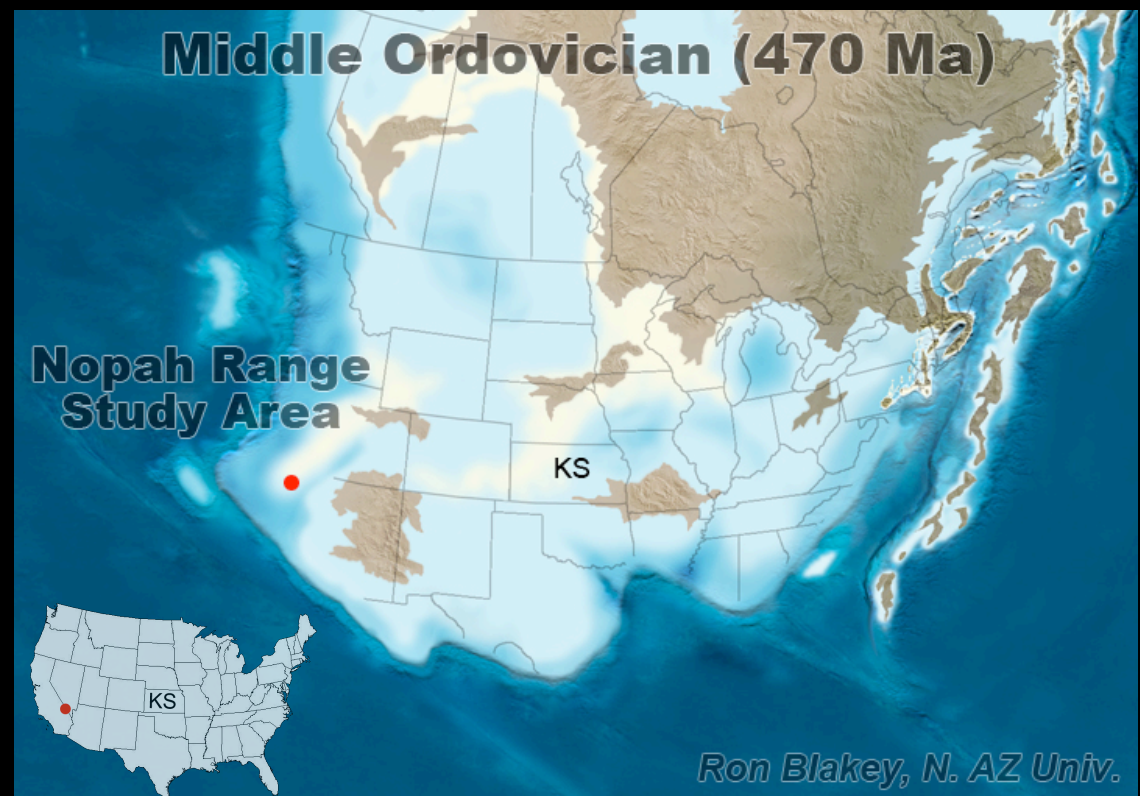 Middle Ordovician (470 Ma)
Nopah Range
Study Area
KS
KS
Ron Blakey, N. AZ Univ.